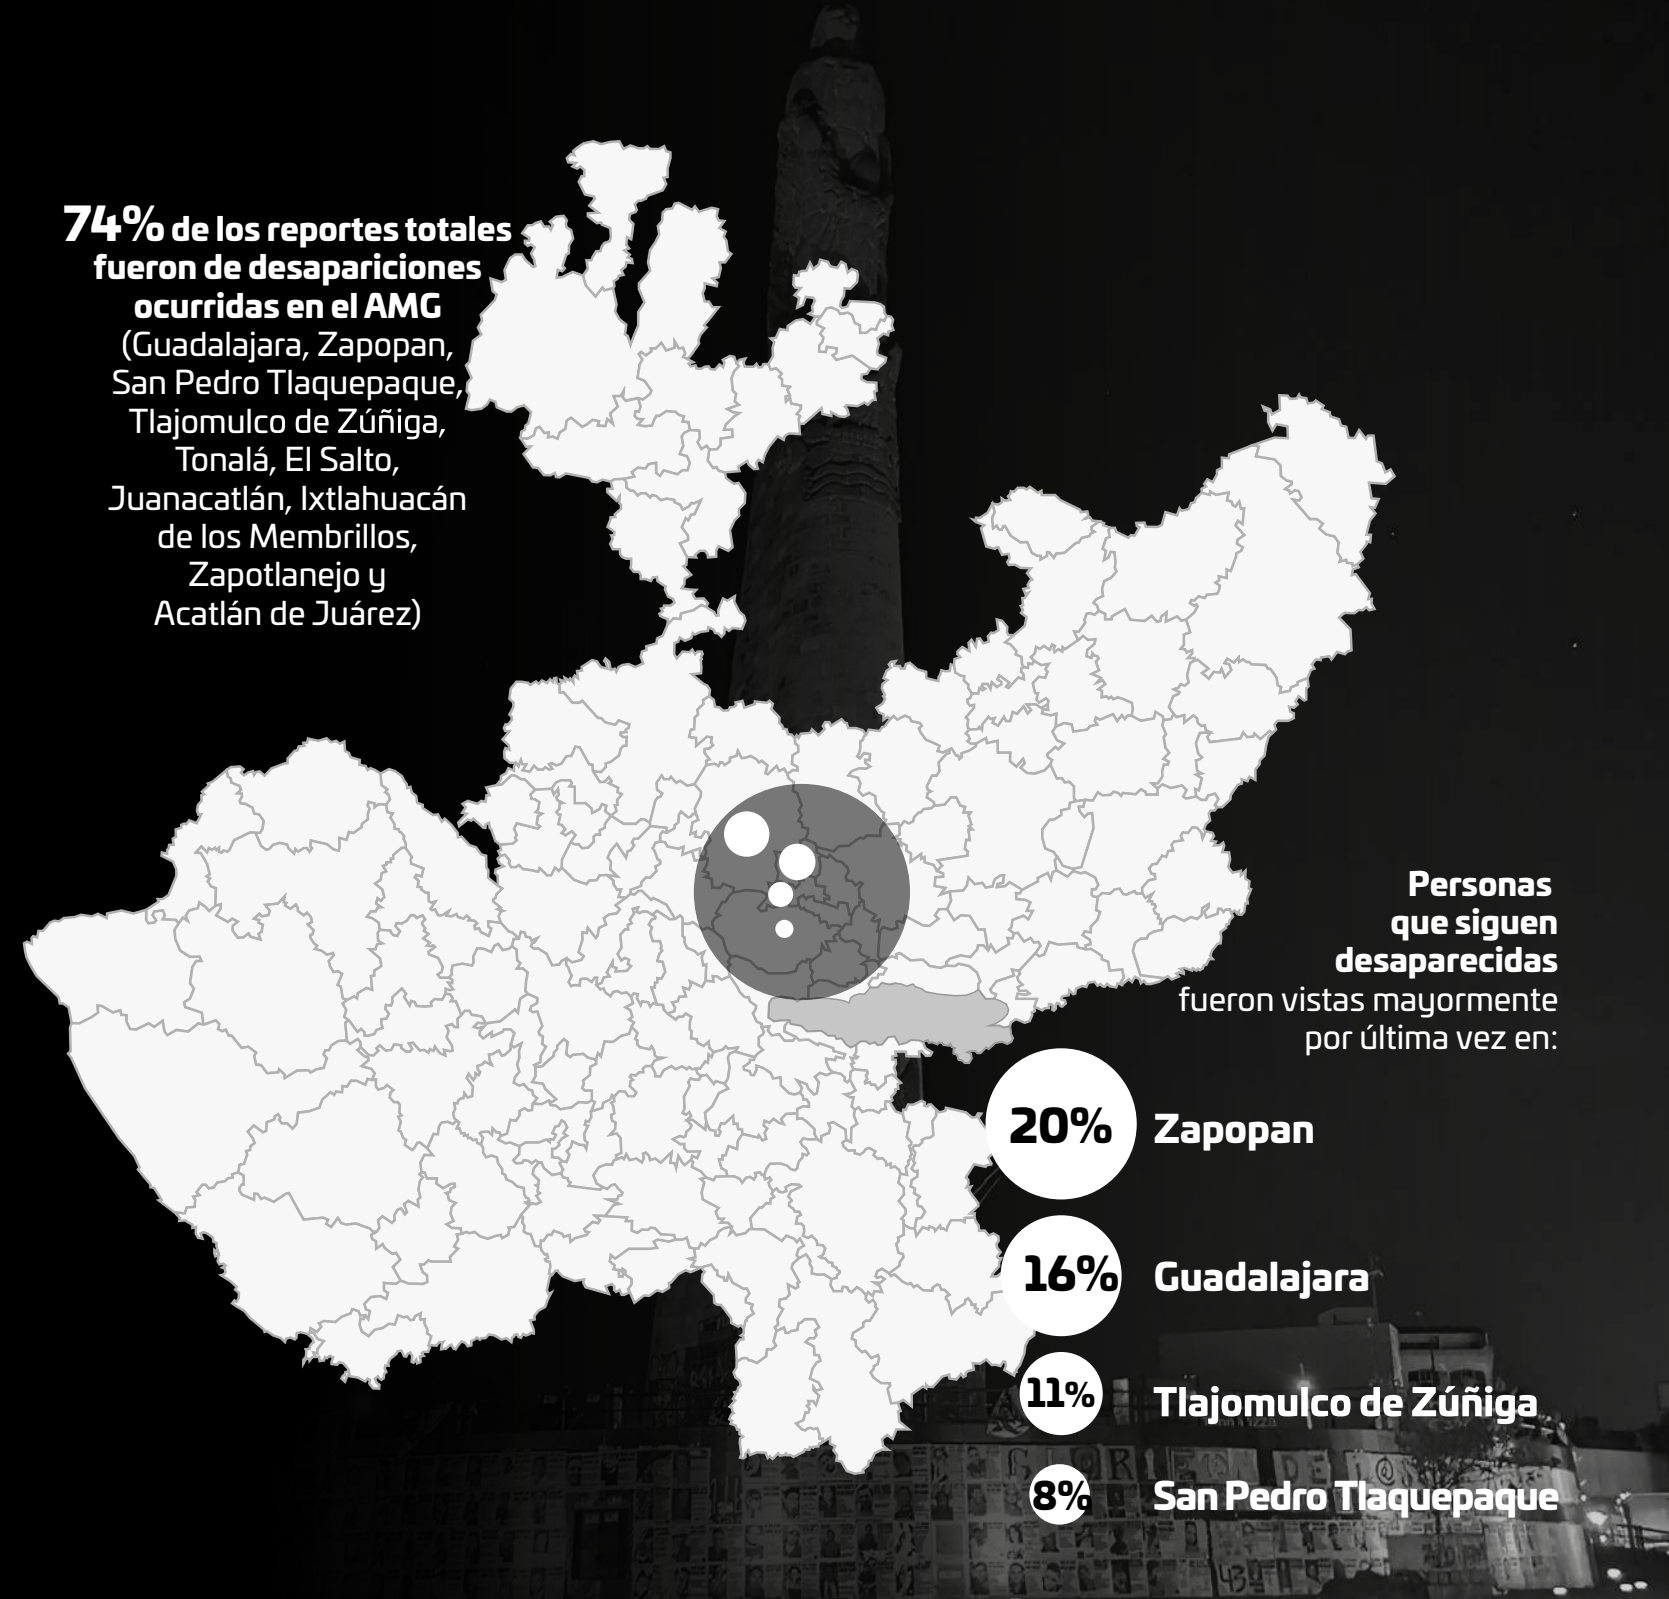 74% de los reportes totales
fueron de desapariciones
ocurridas en el AMG
(Guadalajara, Zapopan,
San Pedro Tlaquepaque,
Tlajomulco de Zúñiga,
Tonalá, El Salto,
Juanacatlán, Ixtlahuacán
de los Membrillos,
Zapotlanejo y
Acatlán de Juárez)
Personas
que siguen
desaparecidas
fueron vistas mayormente
por última vez en:
20% Zapopan
16% Guadalajara
11% Tlajomulco de Zúñiga
8% San Pedro Tlaquepaque
43